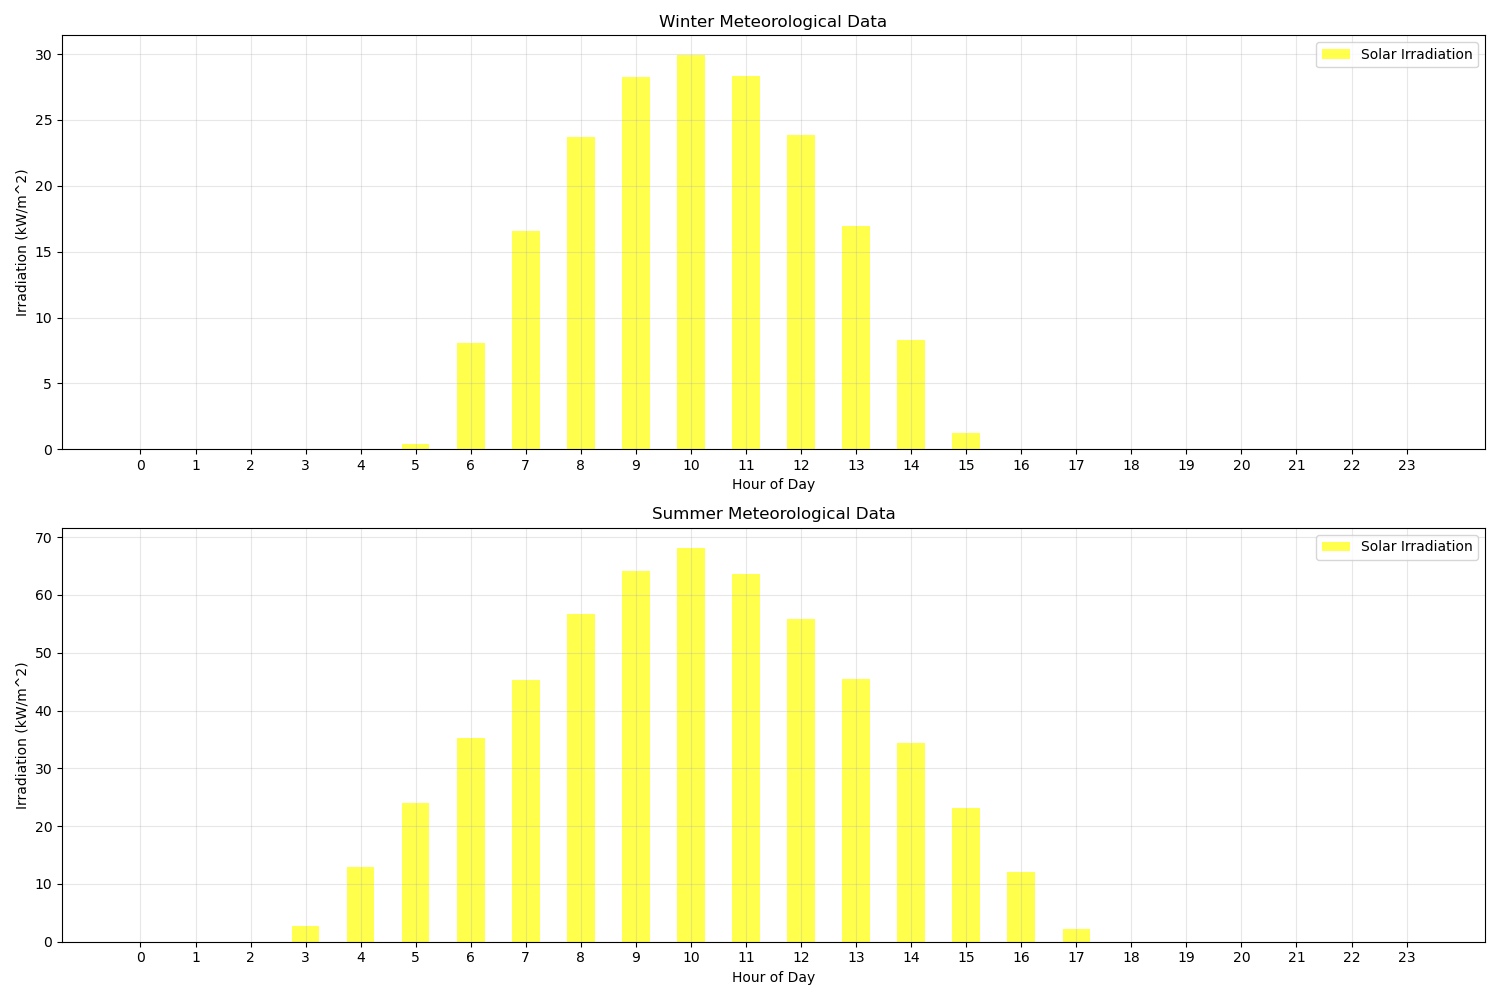 Winter Meteorological Data
Solar Irradiation
Irradiation (kW/m^2)
30
25
20
15
10
5
0
0 1 2 3 4 5 6 7 8 9 10 11 12 13 14 15 16 17 18 19 20 21 22 23
Hour of Day
Summer Meteorological Data
Solar Irradiation
Irradiation (kW/m^2)
70
60
50
40
30
20
10
0
0 1 2 3 4 5 6 7 8 9 10 11 12 13 14 15 16 17 18 19 20 21 22 23
Hour of Day